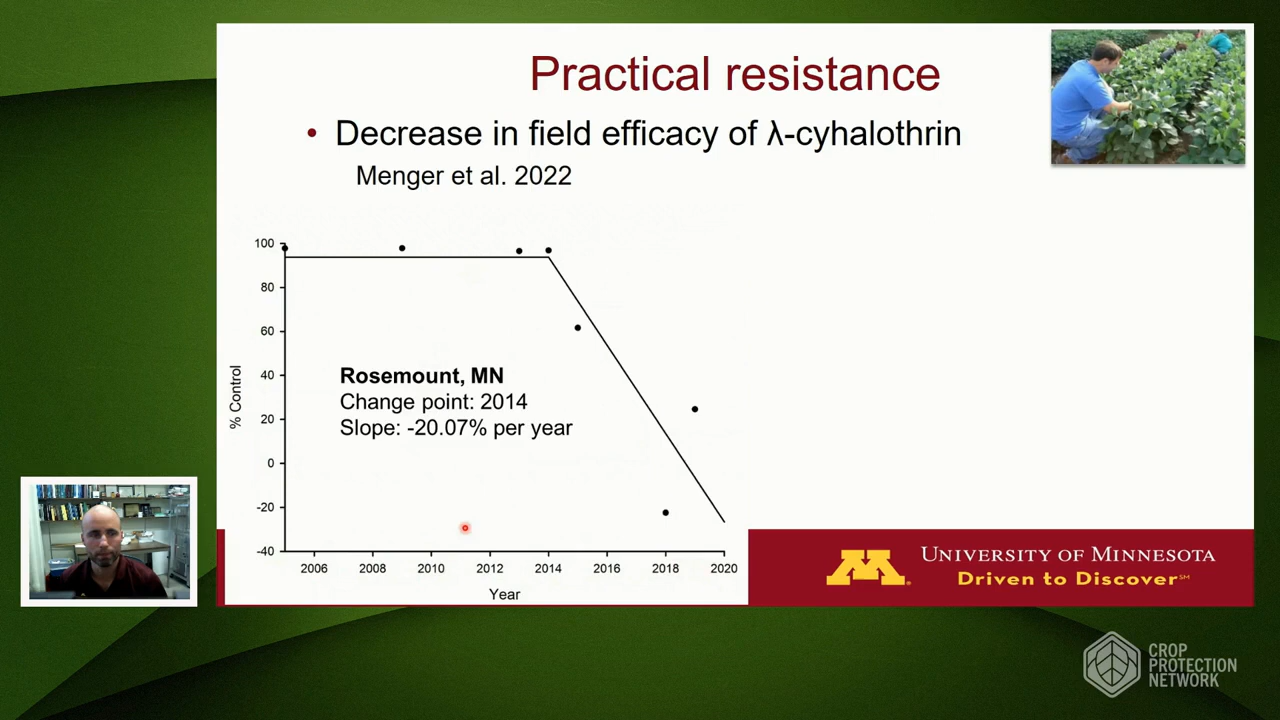 Practical resistance
• Decrease in field efficacy of λ-cyhalothrin
Menger et al. 2022
100
80
60
40
20
0
-20
-40
% Control
Rosemount, MN
Change point: 2014
Slope: -20.07% per year
2006 2008 2010 2012 2014 2016 2018 2020
Year
M
UNIVERSITY OF MINNESOTA
Driven to Discover℠
CROP
PROTECTION
NETWORK